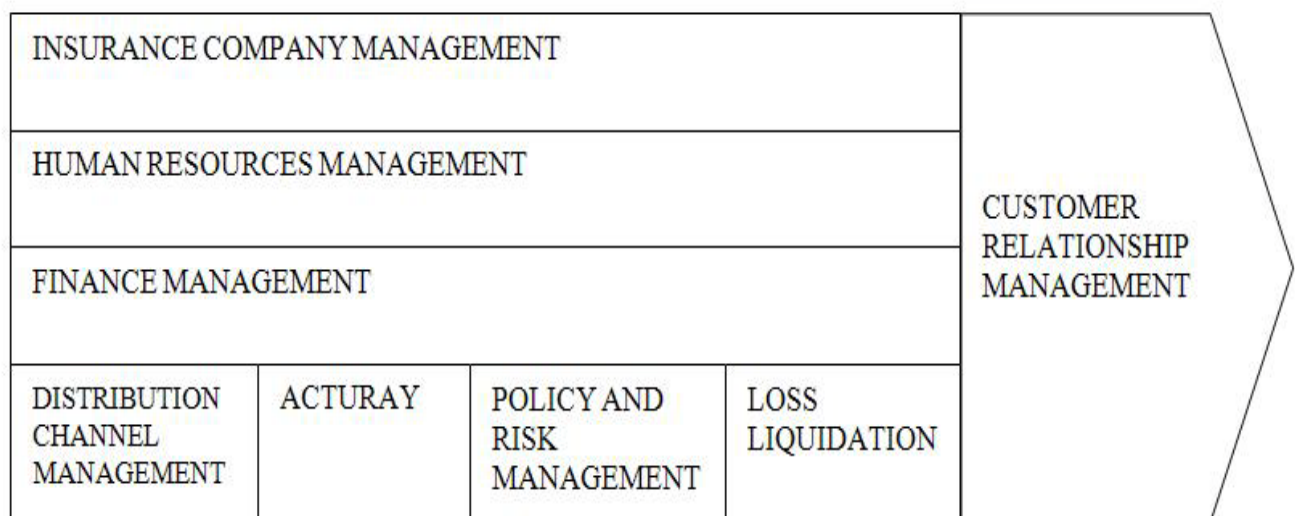 INSURANCE COMPANY MANAGEMENT
HUMAN RESOURCES MANAGEMENT
FINANCE MANAGEMENT
DISTRIBUTION
CHANNEL
MANAGEMENT
ACTURAY
POLICY AND
RISK
MANAGEMENT
LOSS
LIQUIDATION
CUSTOMER
RELATIONSHIP
MANAGEMENT